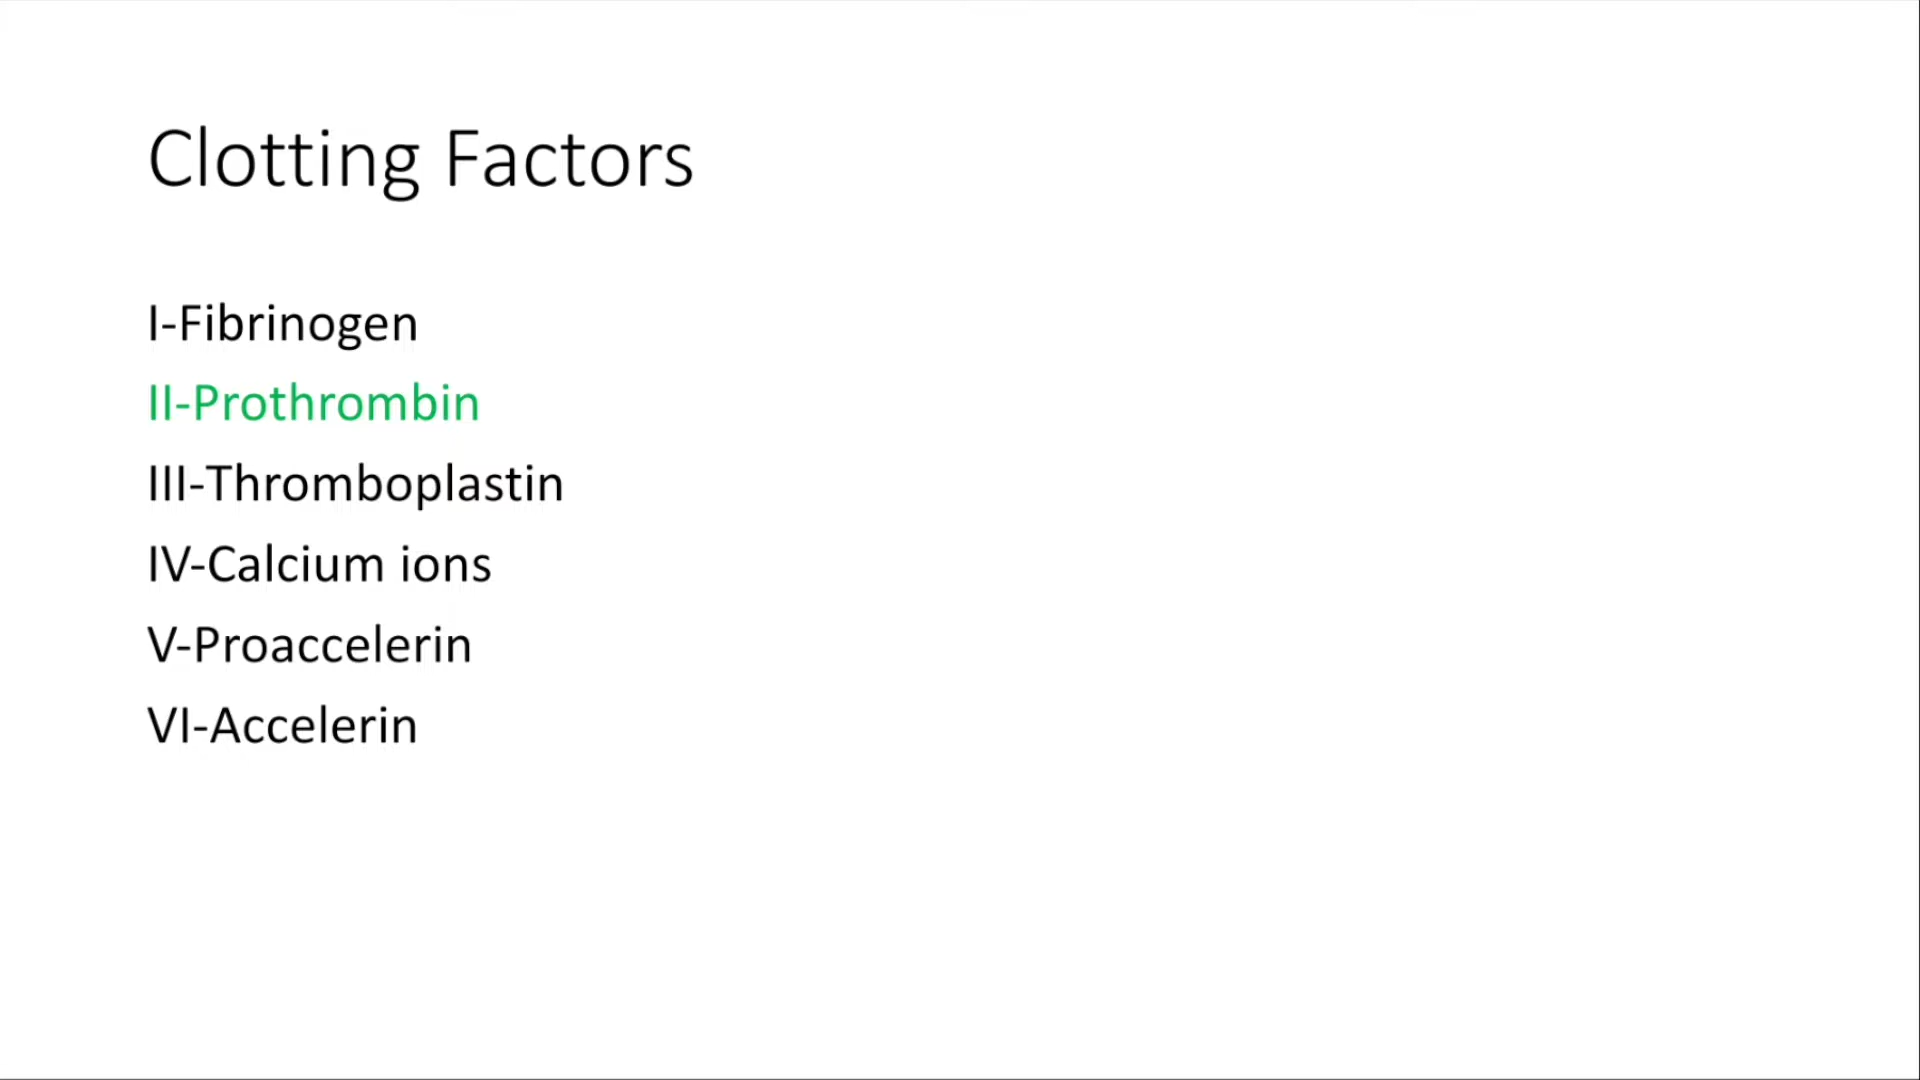 Clotting Factors
I-Fibrinogen
II-Prothrombin
III-Thromboplastin
IV-Calcium ions
V-Proaccelerin
VI-Accelerin